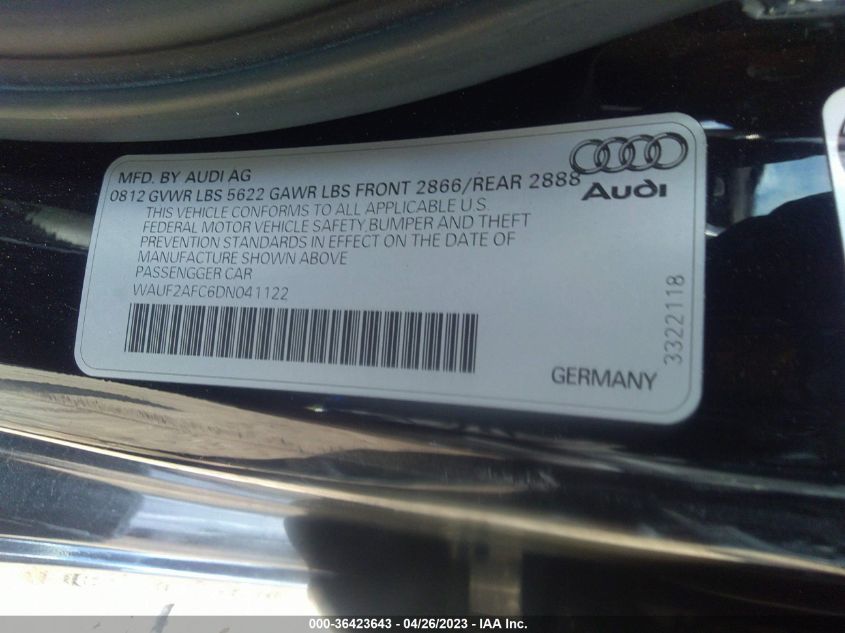 MFD. BY AUDI AG
0812 GVWR LBS 5622 GAWR LBS FRONT 2866/REAR 2888
THIS VEHICLE CONFORMS TO ALL APPLICABLE U.S.
FEDERAL MOTOR VEHICLE SAFETY, BUMPER AND THEFT
PREVENTION STANDARDS IN EFFECT ON THE DATE OF
MANUFACTURE SHOWN ABOVE
PASSENGGER CAR
WAUF2AFC6DN041122
Audi
3322118
GERMANY
000-36423643 - 04/26/2023 - IAA Inc.